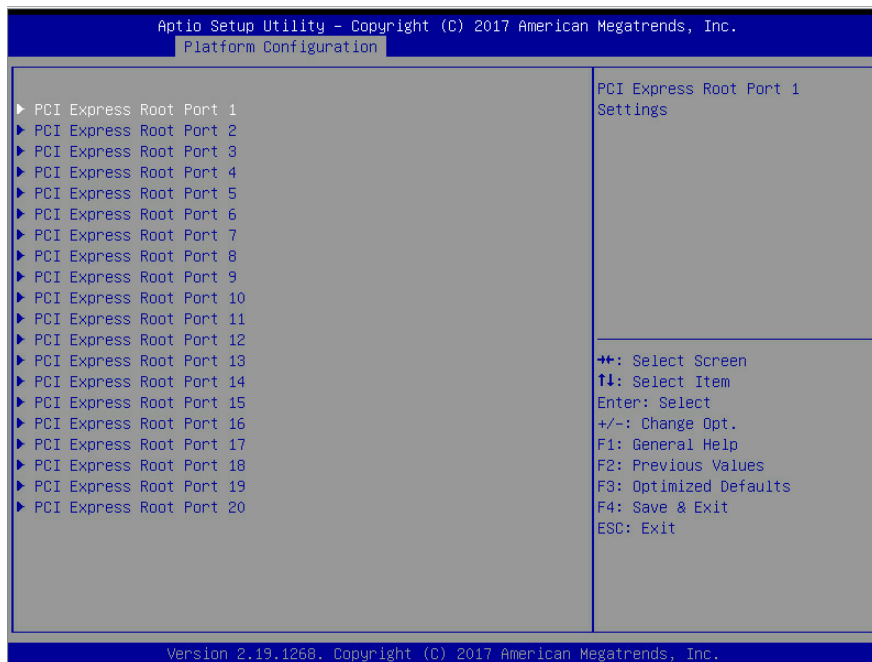 Aptio Setup Utility – Copyright (C) 2017 American Megatrends, Inc.
Platform Configuration
PCI Express Root Port 1
PCI Express Root Port 2
PCI Express Root Port 3
PCI Express Root Port 4
PCI Express Root Port 5
PCI Express Root Port 6
PCI Express Root Port 7
PCI Express Root Port 8
PCI Express Root Port 9
PCI Express Root Port 10
PCI Express Root Port 11
PCI Express Root Port 12
PCI Express Root Port 13
PCI Express Root Port 14
PCI Express Root Port 15
PCI Express Root Port 16
PCI Express Root Port 17
PCI Express Root Port 18
PCI Express Root Port 19
PCI Express Root Port 20
PCI Express Root Port 1
Settings
→←: Select Screen
↑↓: Select Item
Enter: Select
+/-: Change Opt.
F1: General Help
F2: Previous Values
F3: Optimized Defaults
F4: Save & Exit
ESC: Exit
Version 2.19.1268. Copyright (C) 2017 American Megatrends, Inc.